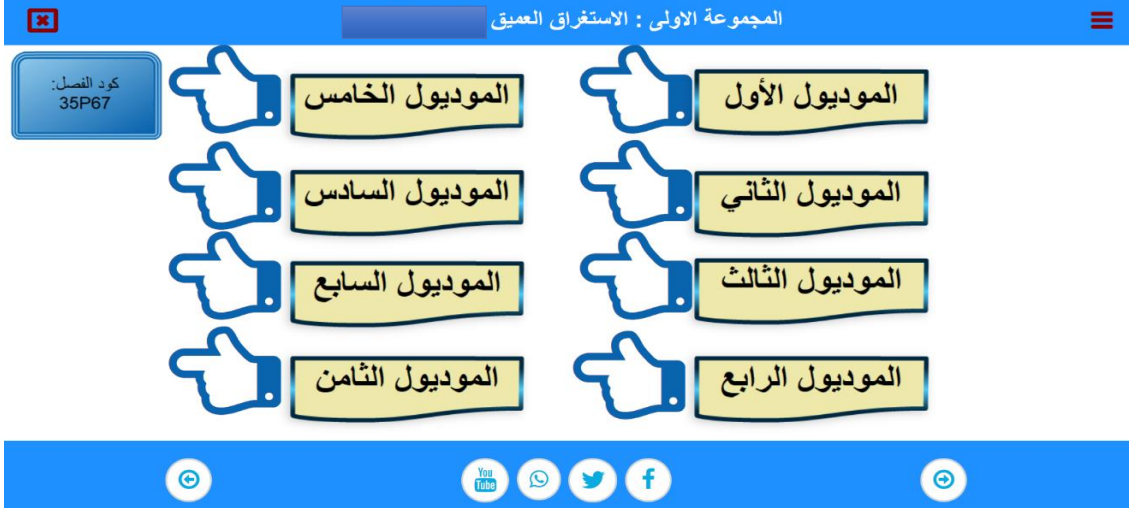 المجموعة الاولى : الاستغراق العميق
كود الفصل:
35P67
الموديول الأول
الموديول الثاني
الموديول الثالث
الموديول الرابع
الموديول الخامس
الموديول السادس
الموديول السابع
الموديول الثامن
You
Tube